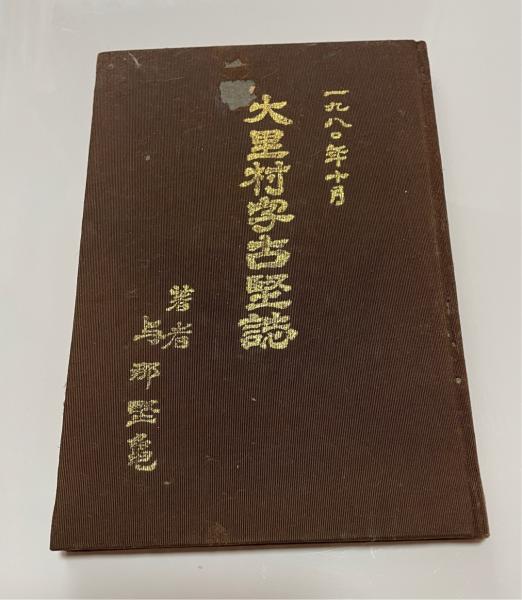 一九八〇年十月
大里村字古堅誌
著者
与那堅亀